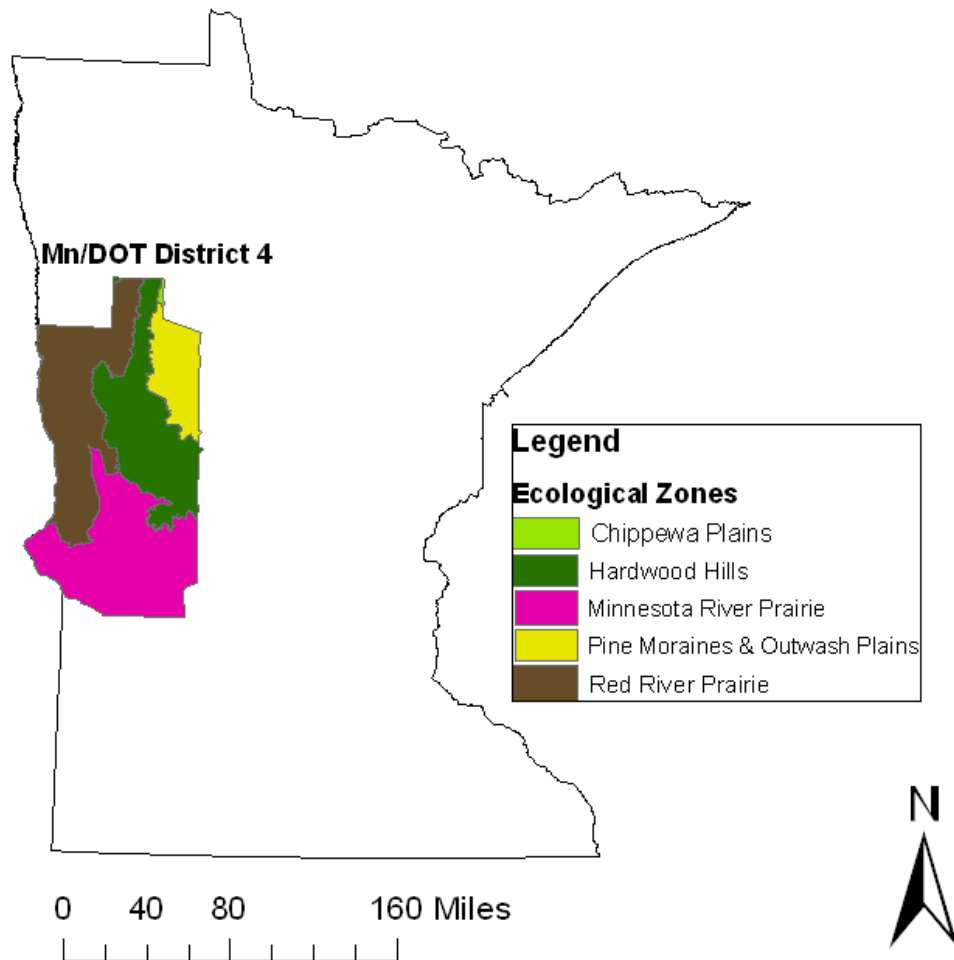 Mn/DOT District 4
Legend
Ecological Zones
Chippewa Plains
Hardwood Hills
Minnesota River Prairie
Pine Moraines & Outwash Plains
Red River Prairie
N
0 40 80 160 Miles